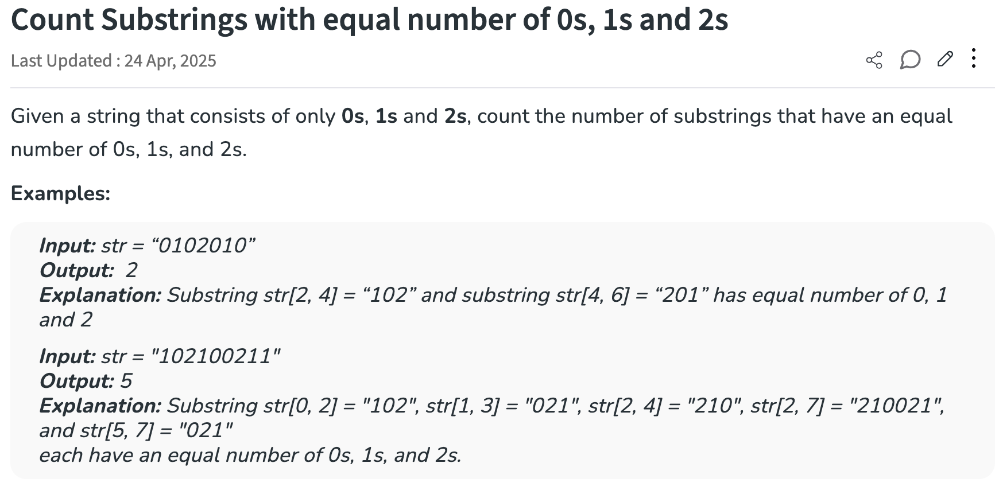 Count Substrings with equal number of 0s, 1s and 2s
Last Updated : 24 Apr, 2025
Given a string that consists of only 0s, 1s and 2s, count the number of substrings that have an equal
number of 0s, 1s, and 2s.
Examples:
Input: str = “0102010”
Output:  2
Explanation: Substring str[2, 4] = “102” and substring str[4, 6] = “201” has equal number of 0, 1
and 2
Input: str = "102100211"
Output: 5
Explanation: Substring str[0, 2] = "102", str[1, 3] = "021", str[2, 4] = "210", str[2, 7] = "210021",
and str[5, 7] = "021"
each have an equal number of 0s, 1s, and 2s.